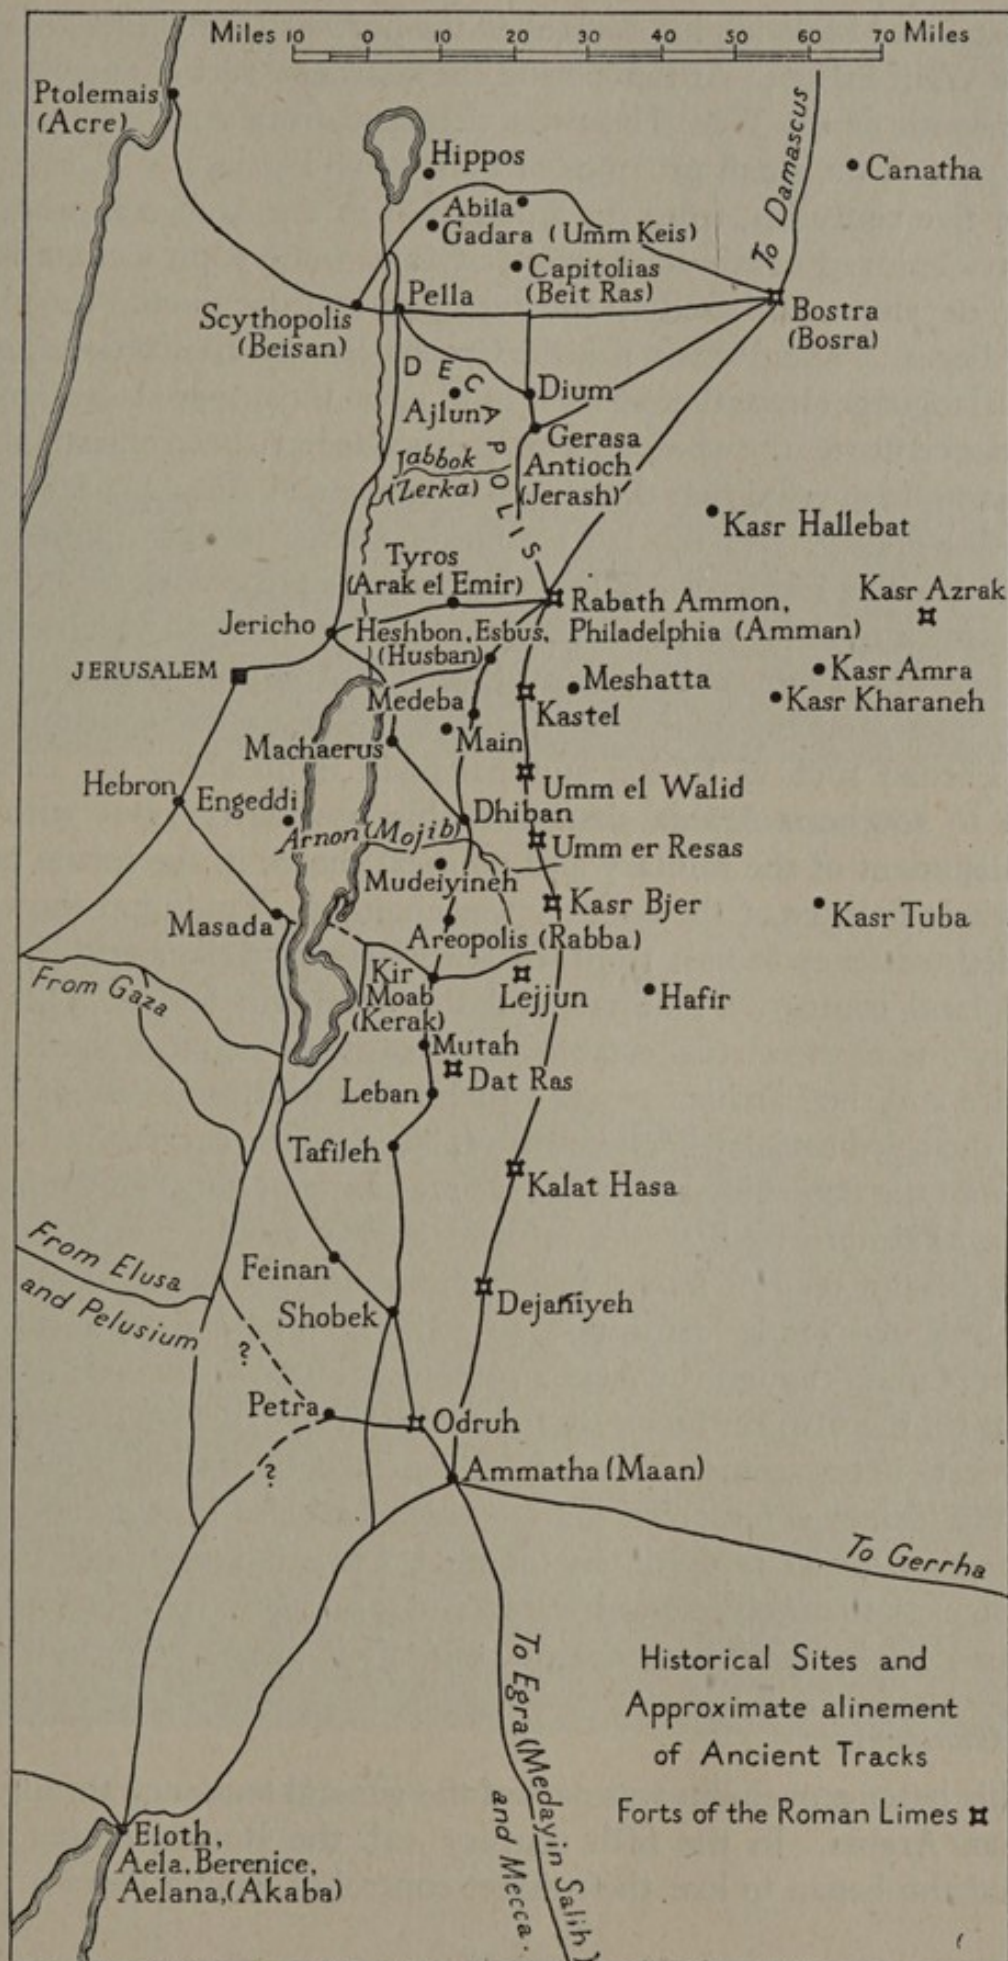 Miles 10 0 10 20 30 40 50 60 70 Miles
Ptolemais
(Acre)
Hippos
To Damascus
Canatha
Abila
Gadara (Umm Keis)
Capitolias
(Beit Ras)
Pella
Scythopolis
(Beisan)
Bostra
(Bosra)
DECAPOLIS
Dium
Ajlun
Gerasa
Antioch
(Jerash)
Jabbok
(Zerka)
Kasr Hallebat
Tyros
(Arak el Emir)
Kasr Azrak
Rabath Ammon,
Philadelphia (Amman)
Jericho
Heshbon, Esbus,
(Husban)
JERUSALEM
Kasr Amra
Meshatta
Kasr Kharaneh
Medeba
Kastel
Main
Machaerus
Hebron
Engeddi
Umm el Walid
Dhiban
Arnon (Mojib)
Umm er Resas
Mudeiyineh
Kasr Bjer
Kasr Tuba
Masada
Areopolis (Rabba)
From Gaza
Kir
Moab
(Kerak)
Lejjun
Hafir
Mutah
Dat Ras
Leban
Tafileh
Kalat Hasa
From Elusa
and Pelusium
Feinan
Shobek
Dejaniyeh
?
Petra
Odruh
?
Ammatha (Maan)
To Gerrha
To Egra (Medayin Salih)
and Mecca.
Historical Sites and
Approximate alinement
of Ancient Tracks
Forts of the Roman Limes
Eloth,
Aela, Berenice,
Aelana, (Akaba)